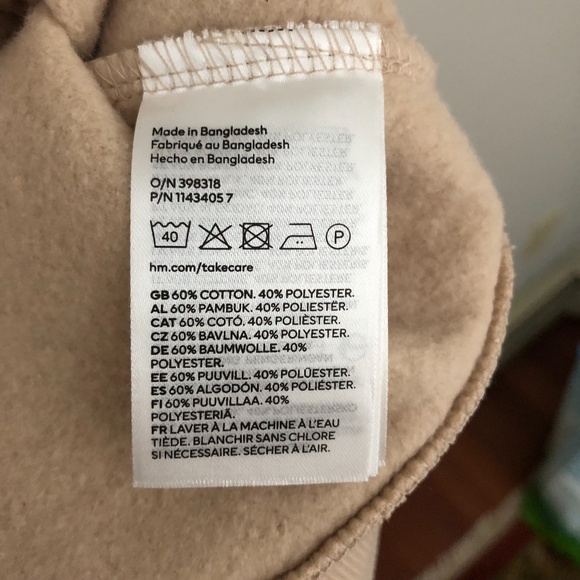 Made in Bangladesh
Fabriqué au Bangladesh
Hecho en Bangladesh
O/N 398318
P/N 1143405 7
40
P
hm.com/takecare
GB 60% COTTON. 40% POLYESTER.
AL 60% PAMBUK. 40% POLIESTËR.
CAT 60% COTÓ. 40% POLIÈSTER.
CZ 60% BAVLNA. 40% POLYESTER.
DE 60% BAUMWOLLE. 40%
POLYESTER.
EE 60% PUUVILL. 40% POLÜESTER.
ES 60% ALGODÓN. 40% POLIÉSTER.
FI 60% PUUVILLAA. 40%
POLYESTERIÄ.
FR LAVER À LA MACHINE À L'EAU
TIÈDE. BLANCHIR SANS CHLORE
SI NÉCESSAIRE. SÉCHER À L'AIR.